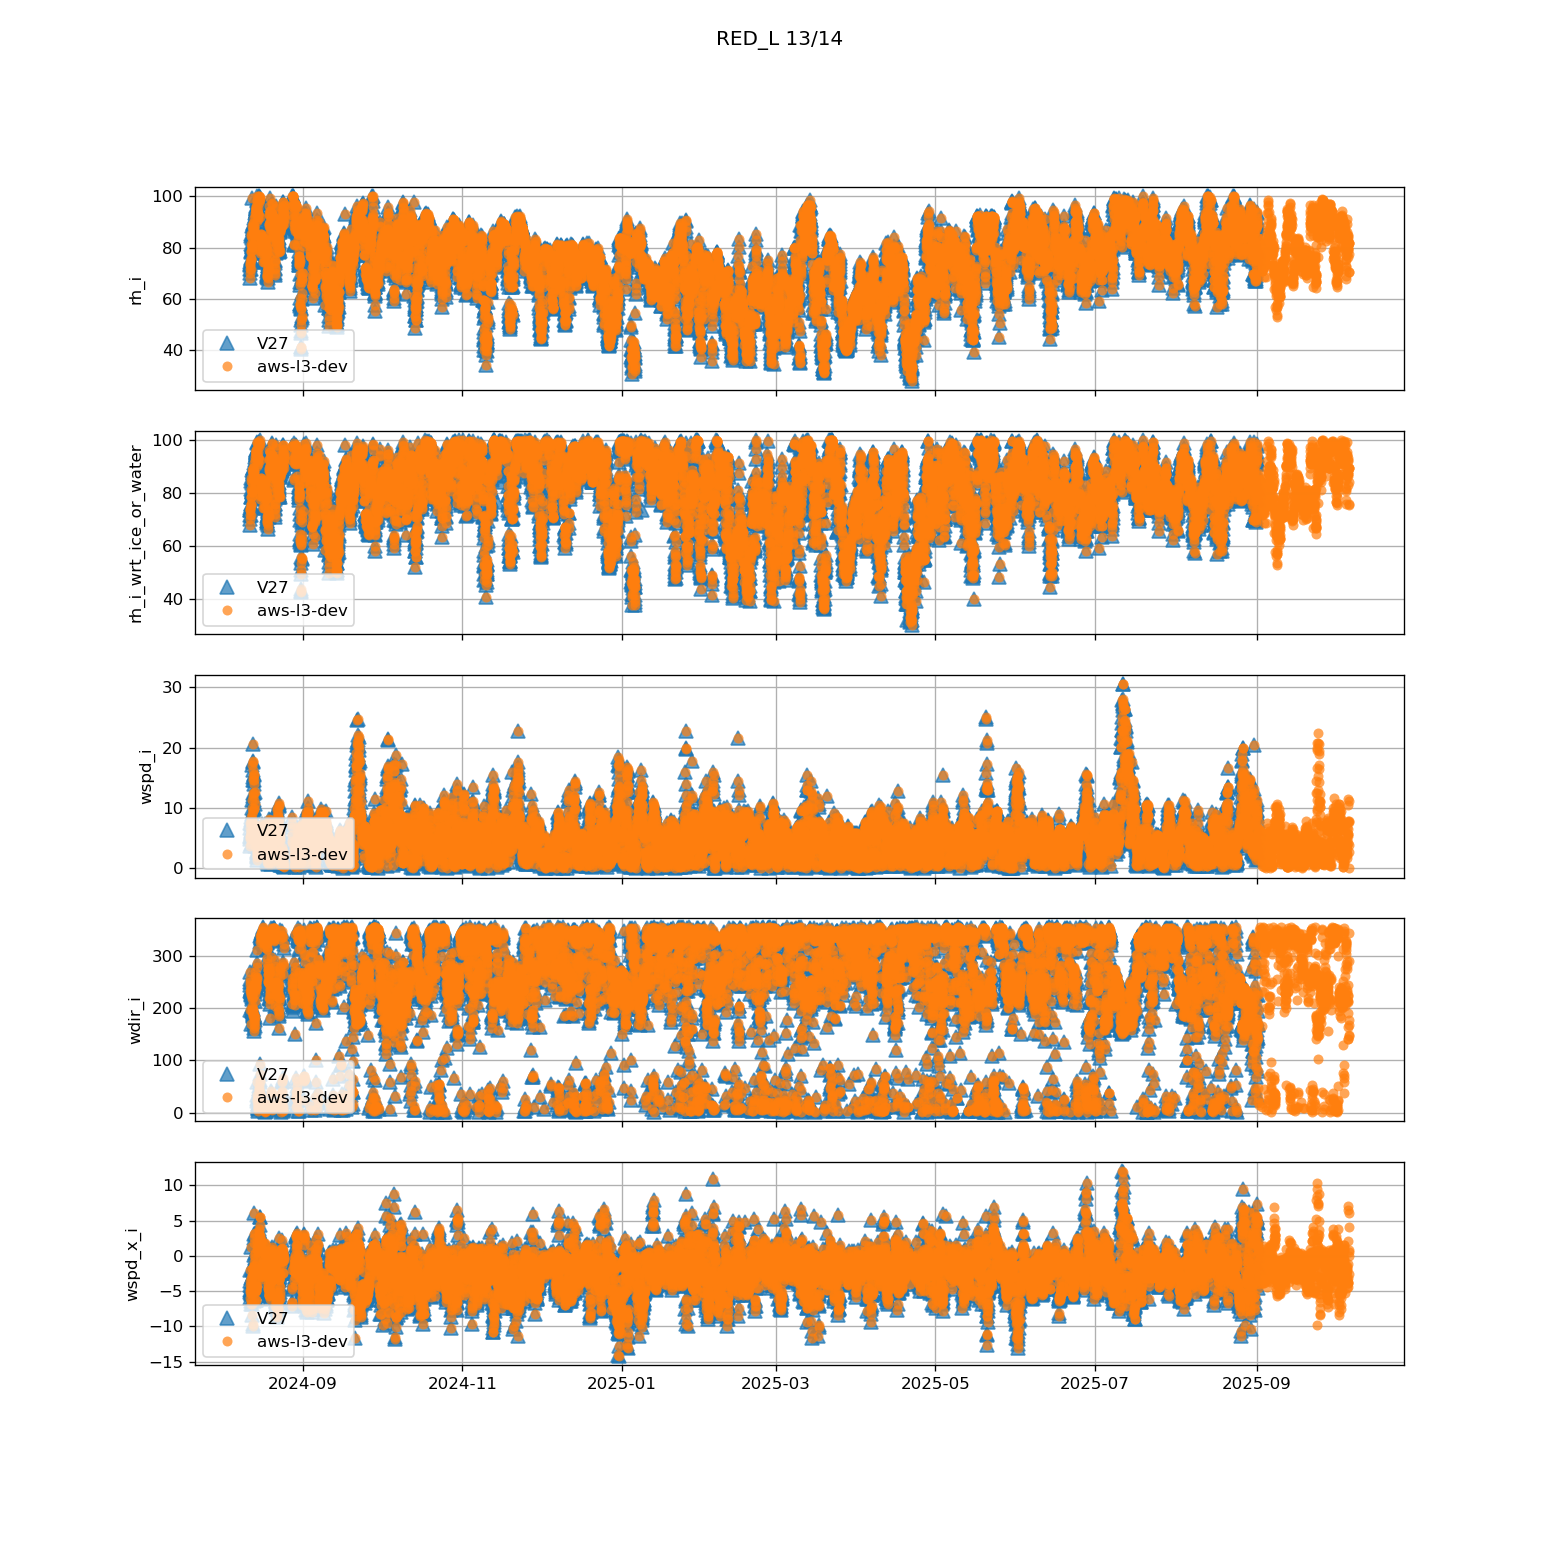 RED_L 13/14
100
80
60
40
rh_i
V27
aws-l3-dev
100
80
60
40
rh_i_wrt_ice_or_water
V27
aws-l3-dev
30
20
10
0
wspd_i
V27
aws-l3-dev
300
200
100
0
wdir_i
V27
aws-l3-dev
10
5
0
−5
−10
−15
wspd_x_i
V27
aws-l3-dev
2024-09
2024-11
2025-01
2025-03
2025-05
2025-07
2025-09